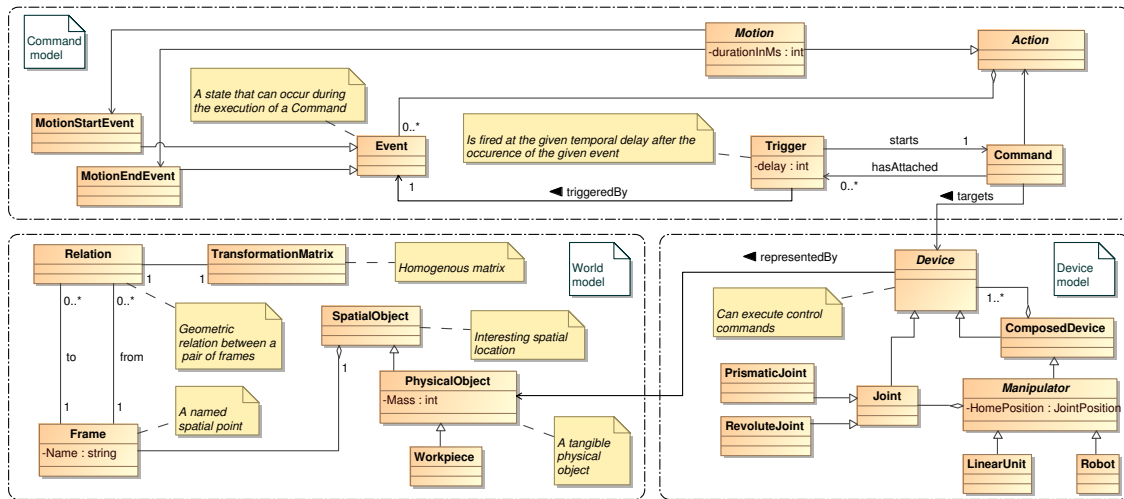 Command
model
Motion
-durationInMs : int
Action
A state that can occur during
the execution of a Command
MotionStartEvent
MotionEndEvent
0..*
Event
1
Is fired at the given temporal delay after the
occurence of the given event
Trigger
-delay : int
starts
1
hasAttached
0..*
Command
triggeredBy
targets
Relation
1
1
TransformationMatrix
Homogenous matrix
World
model
0..*
0..*
Geometric
relation between a
pair of frames
to
from
1
1
SpatialObject
1
Interesting spatial
location
PhysicalObject
-Mass : int
A named
spatial point
Frame
-Name : string
Workpiece
A tangible
physical
object
representedBy
Device
Device
model
1..*
Can execute control
commands
ComposedDevice
PrismaticJoint
Joint
Manipulator
-HomePosition : JointPosition
RevoluteJoint
LinearUnit
Robot